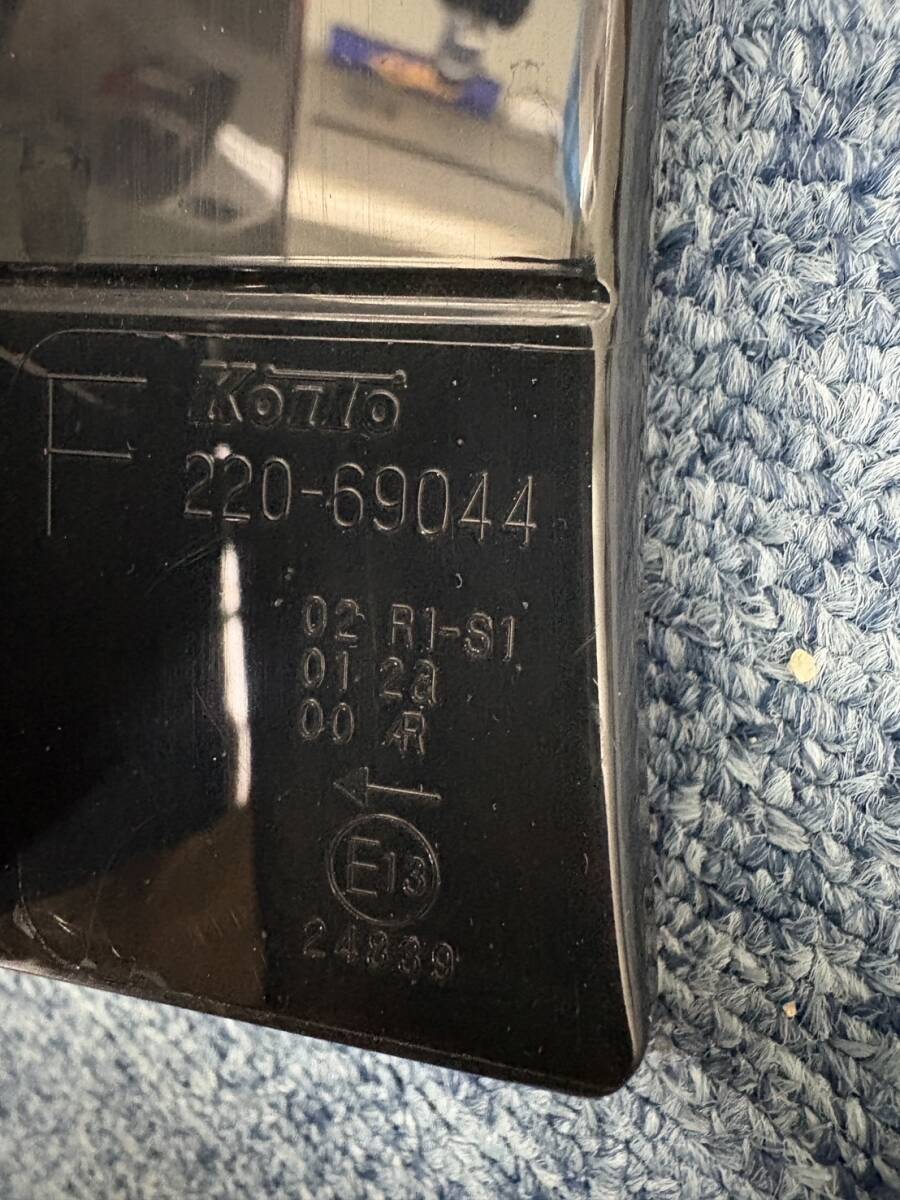 F
KOITO
220-69044
02 R1-S1
01 2a
00 AR
E13
24839